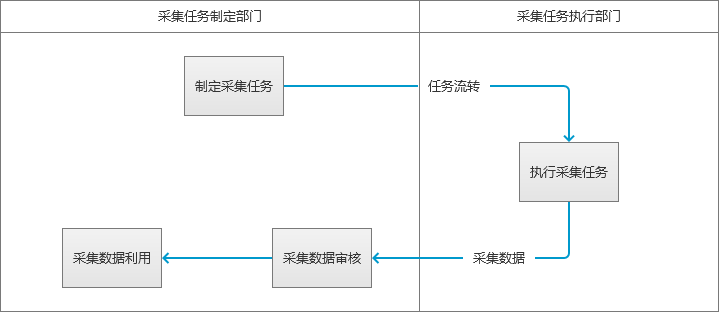 采集任务制定部门
采集任务执行部门
制定采集任务
任务流转
执行采集任务
采集数据利用
采集数据审核
采集数据